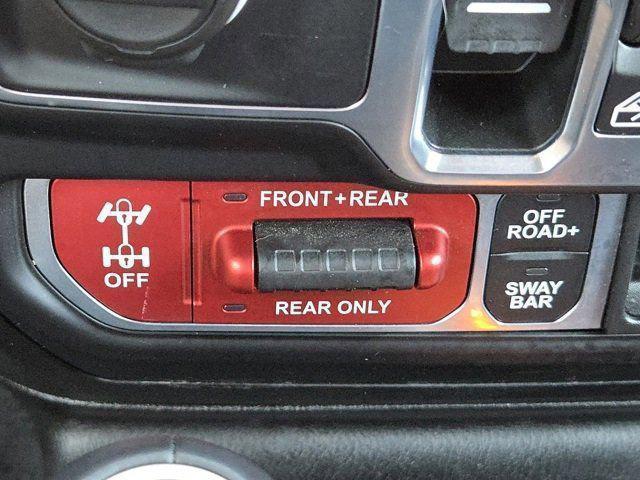 FRONT+REAR
OFF
REAR ONLY
OFF
ROAD+
SWAY
BAR